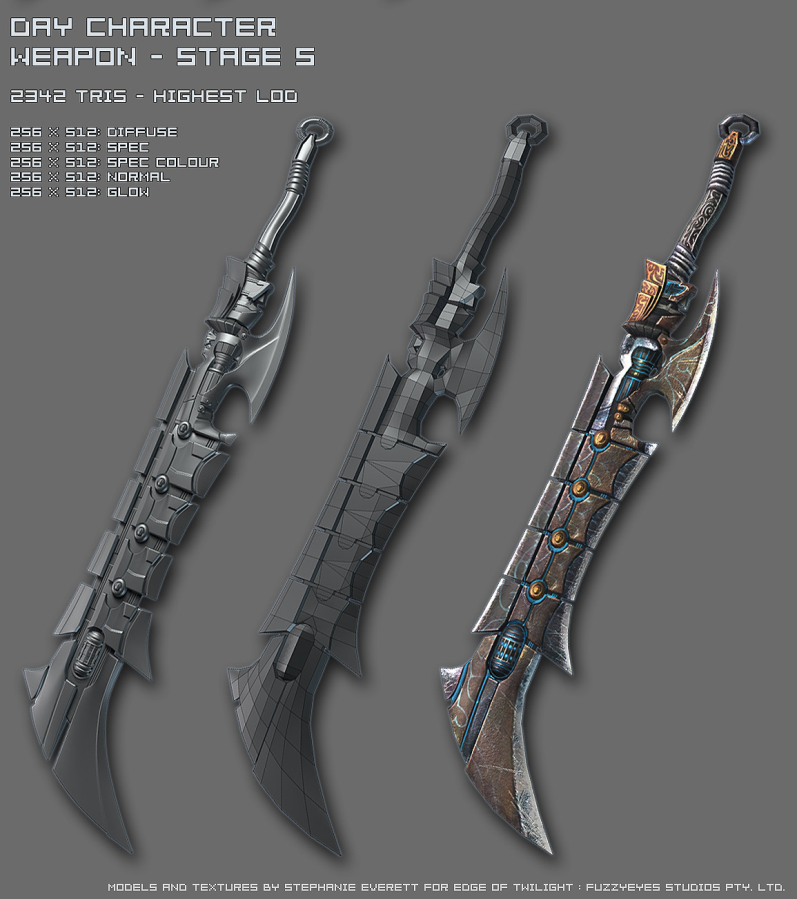 DAY CHARACTER
WEAPON - STAGE 5
2342 TRIS - HIGHEST LOD
256 X 512: DIFFUSE
256 X 512: SPEC
256 X 512: SPEC COLOUR
256 X 512: NORMAL
256 X 512: GLOW
MODELS AND TEXTURES BY STEPHANIE EVERETT FOR EDGE OF TWILIGHT : FUZZYEYES STUDIOS PTY. LTD.